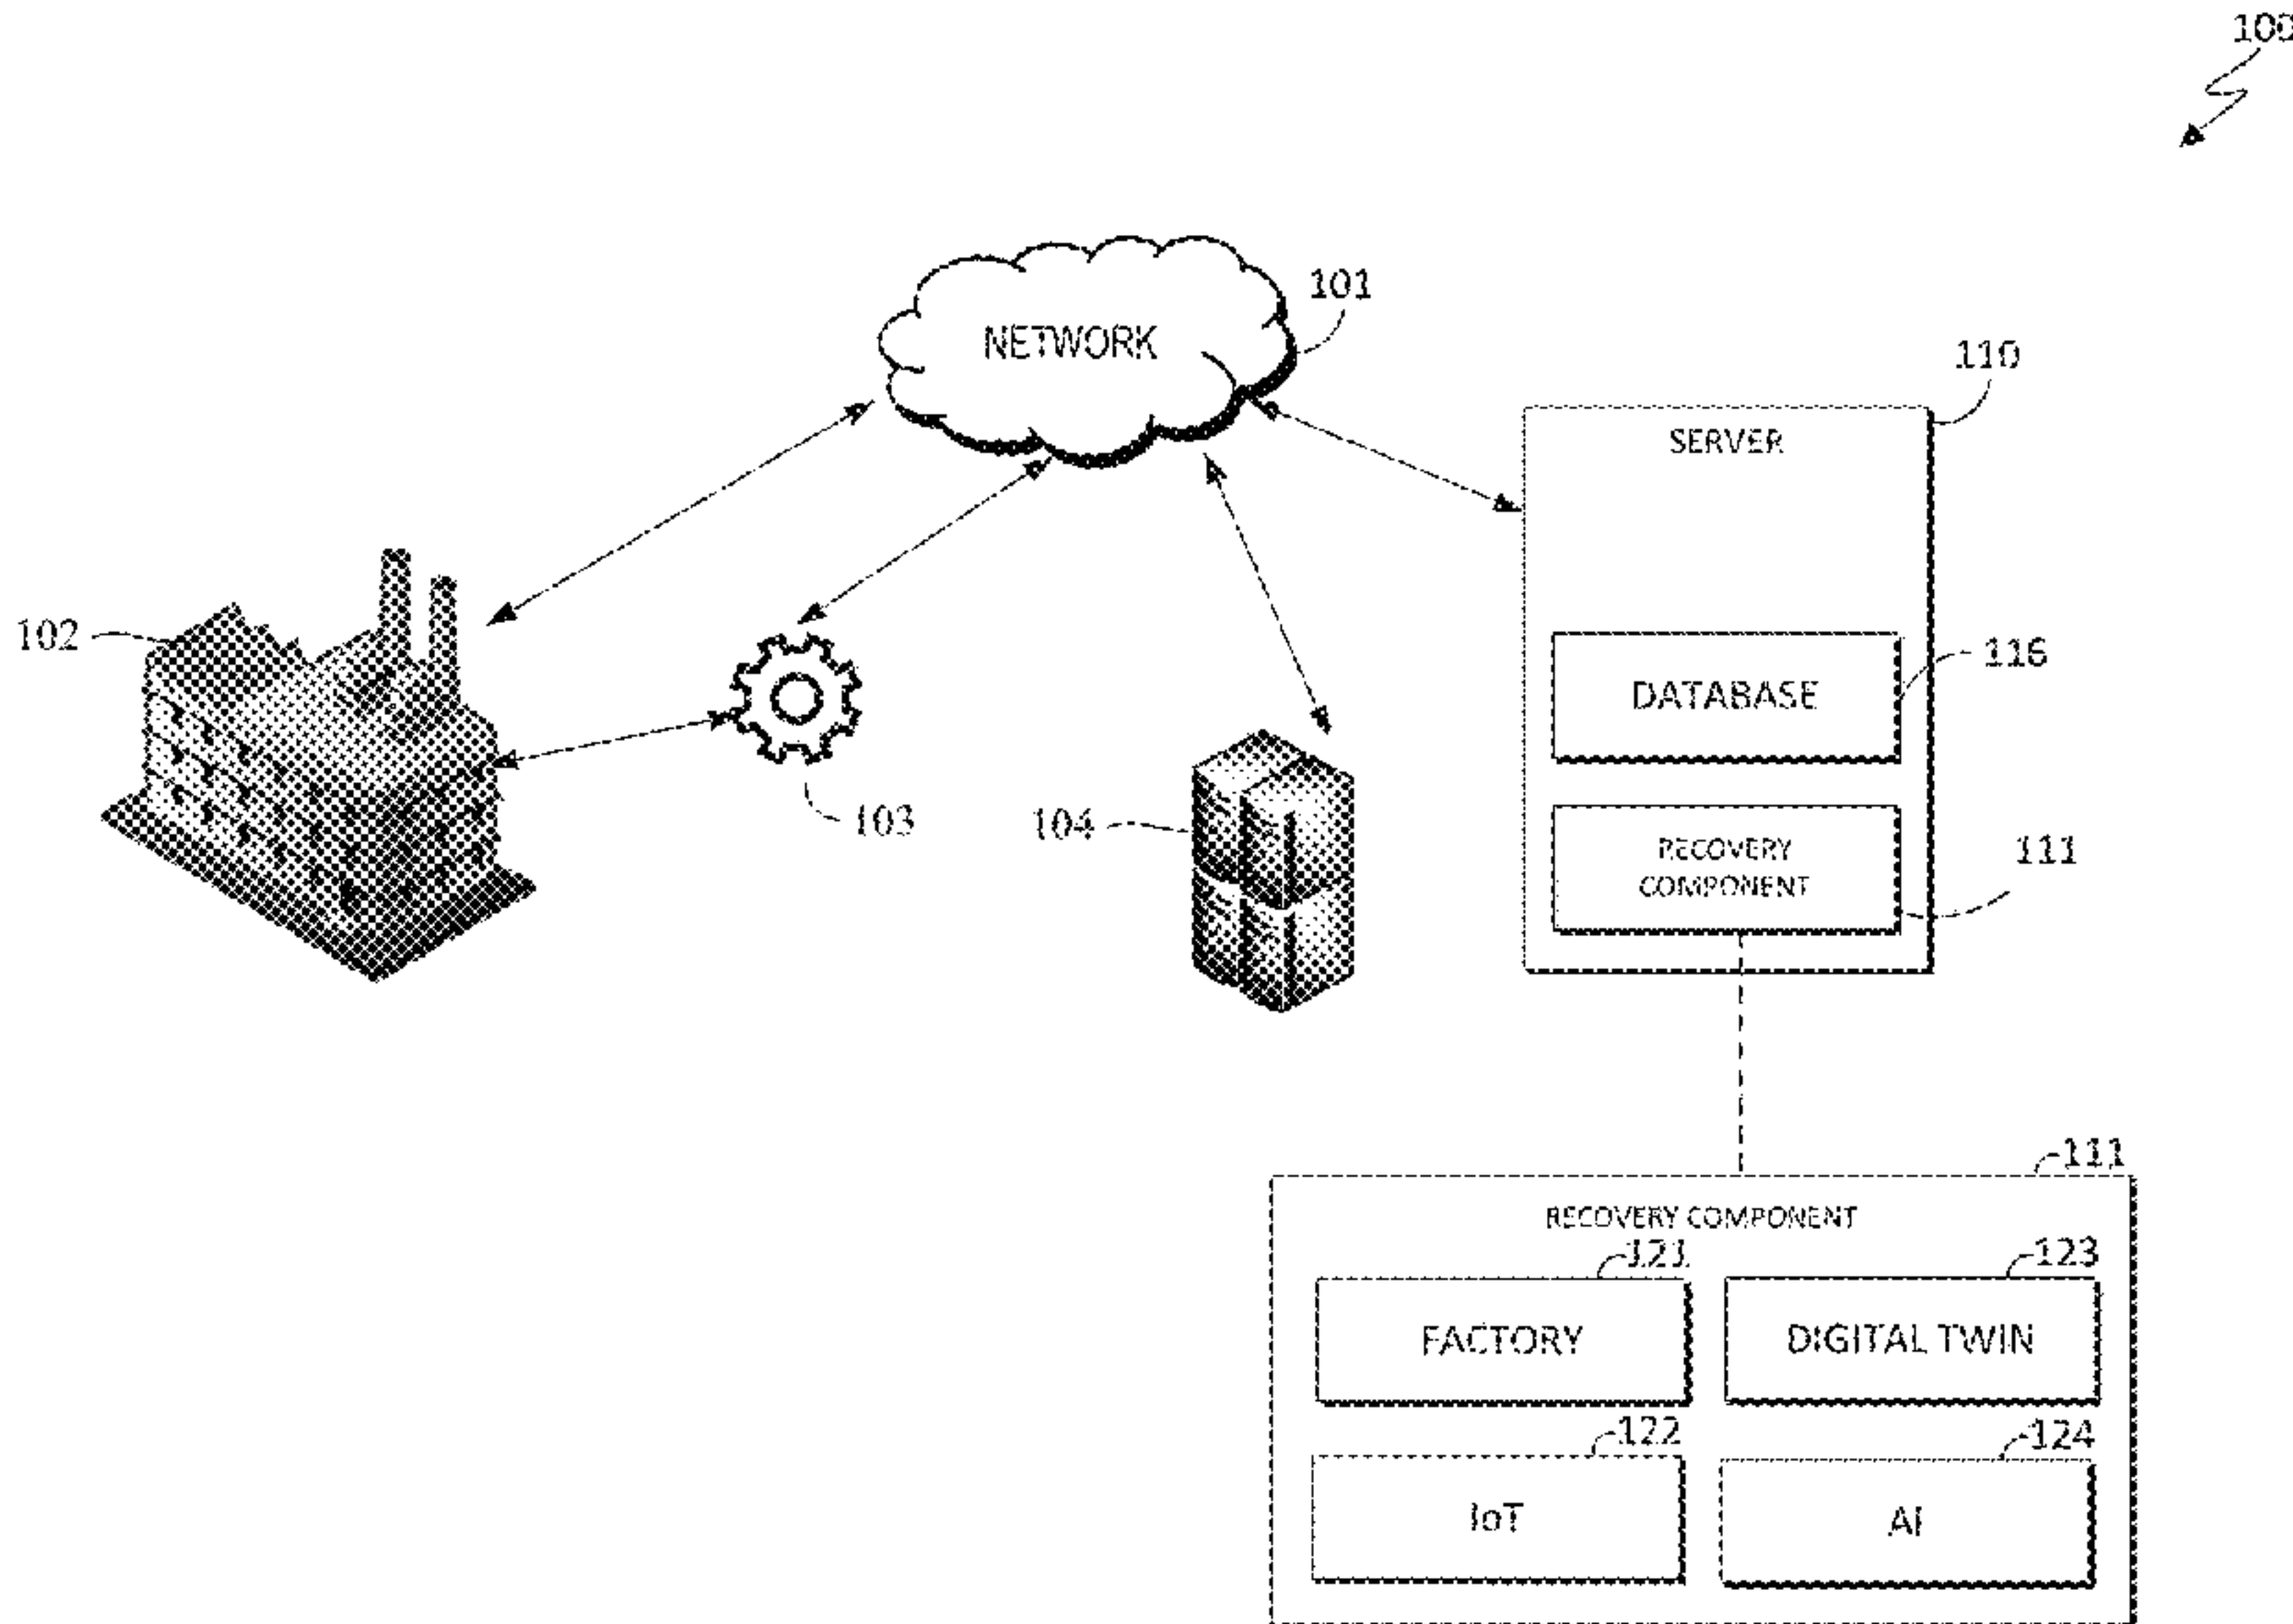 100
101
NETWORK
110
SERVER
102
116
DATABASE
103
104
RECOVERY
COMPONENT
111
111
RECOVERY COMPONENT
121
123
FACTORY
DIGITAL TWIN
122
124
IoT
AI